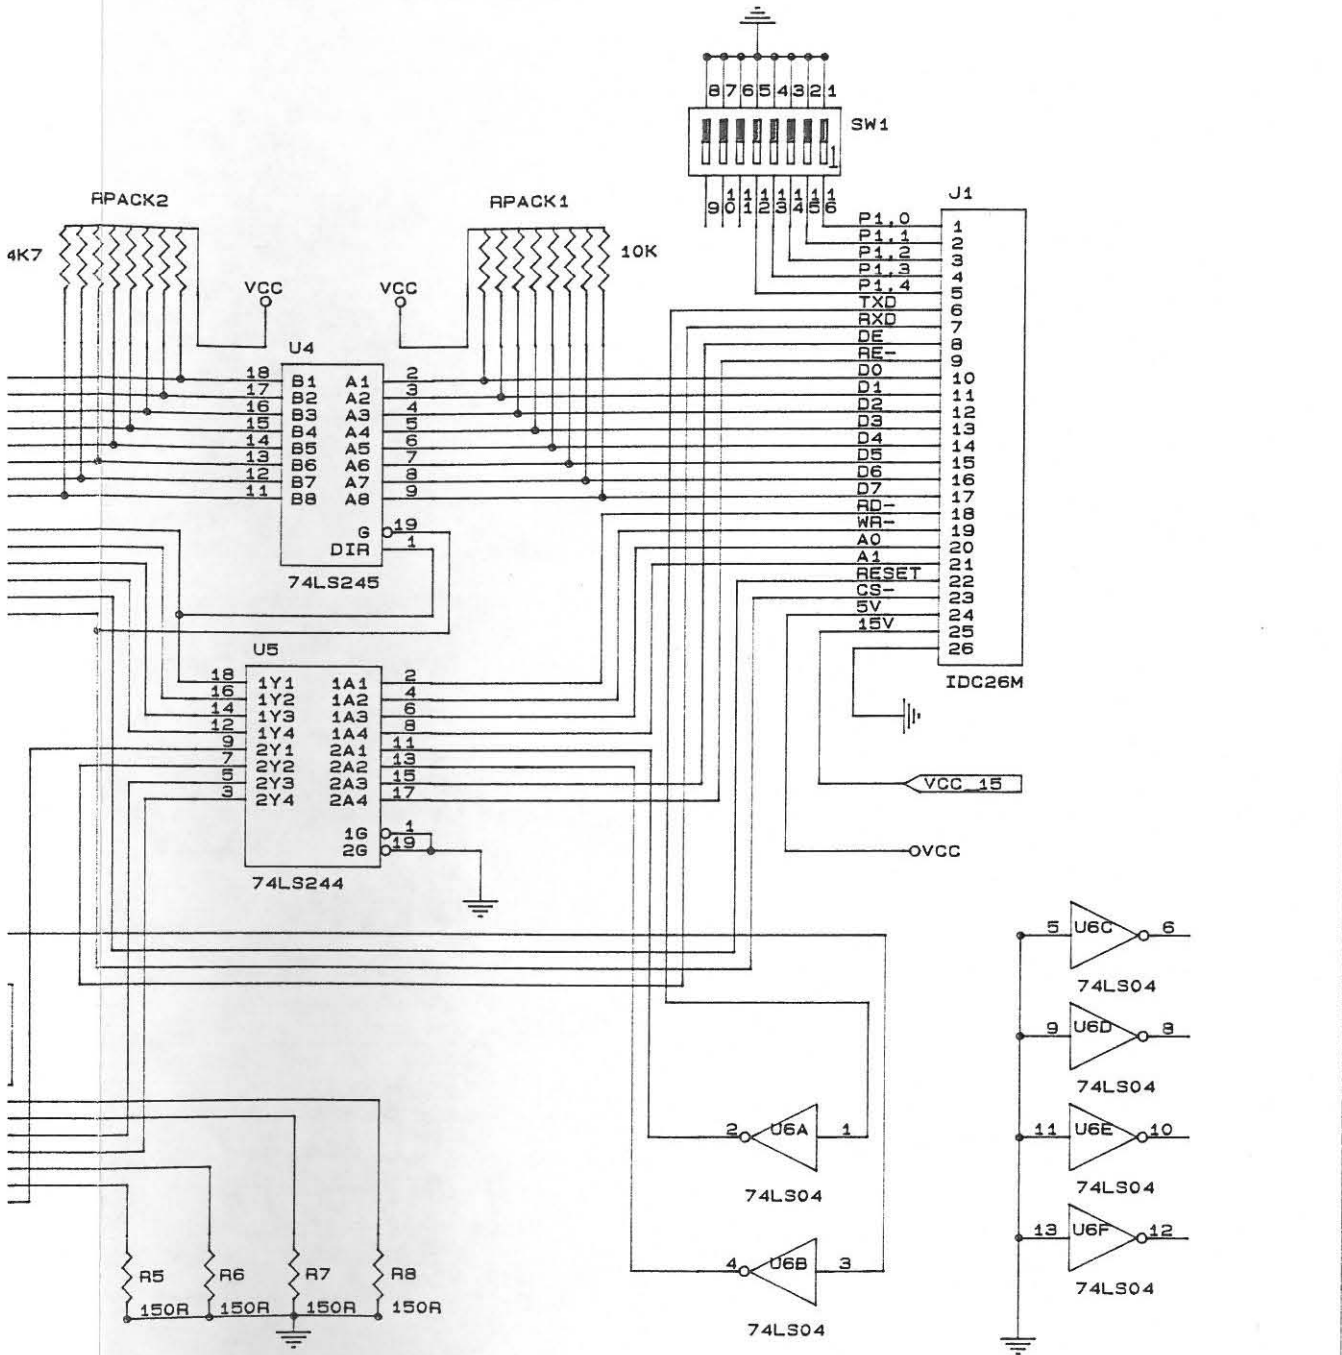 8 7 6 5 4 3 2 1
SW1
1
9 10 11 12 13 14 15 16
J1
RPACK2
RPACK1
4K7
10K
VCC
VCC
P1.0 1
P1.1 2
P1.2 3
P1.3 4
P1.4 5
TXD 6
RXD 7
DE 8
RE- 9
D0 10
D1 11
D2 12
D3 13
D4 14
D5 15
D6 16
D7 17
RD- 18
WR- 19
A0 20
A1 21
RESET 22
CS- 23
5V 24
15V 25
26
IDC26M
U4
18 B1 A1 2
17 B2 A2 3
16 B3 A3 4
15 B4 A4 5
14 B5 A5 6
13 B6 A6 7
12 B7 A7 8
11 B8 A8 9
G 19
DIR 1
74LS245
U5
18 1Y1 1A1 2
16 1Y2 1A2 4
14 1Y3 1A3 6
12 1Y4 1A4 8
9 2Y1 2A1 11
7 2Y2 2A2 13
5 2Y3 2A3 15
3 2Y4 2A4 17
1G 1
2G 19
74LS244
VCC_15
VCC
5 U6C 6
74LS04
9 U6D 8
74LS04
11 U6E 10
74LS04
13 U6F 12
74LS04
2 U6A 1
74LS04
4 U6B 3
74LS04
R5 R6 R7 R8
150R 150R 150R 150R